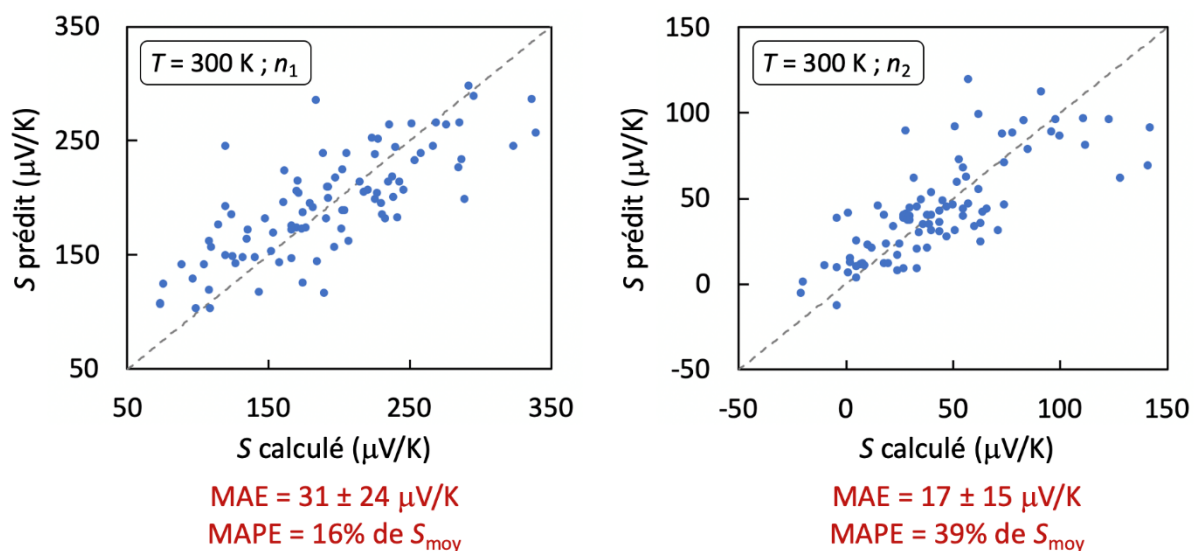 350
250
150
50
S prédit (μV/K)
T = 300 K ; n1
50 150 250 350
S calculé (μV/K)
MAE = 31 ± 24 μV/K
MAPE = 16% de Smoy
150
100
50
0
-50
S prédit (μV/K)
T = 300 K ; n2
-50 0 50 100 150
S calculé (μV/K)
MAE = 17 ± 15 μV/K
MAPE = 39% de Smoy